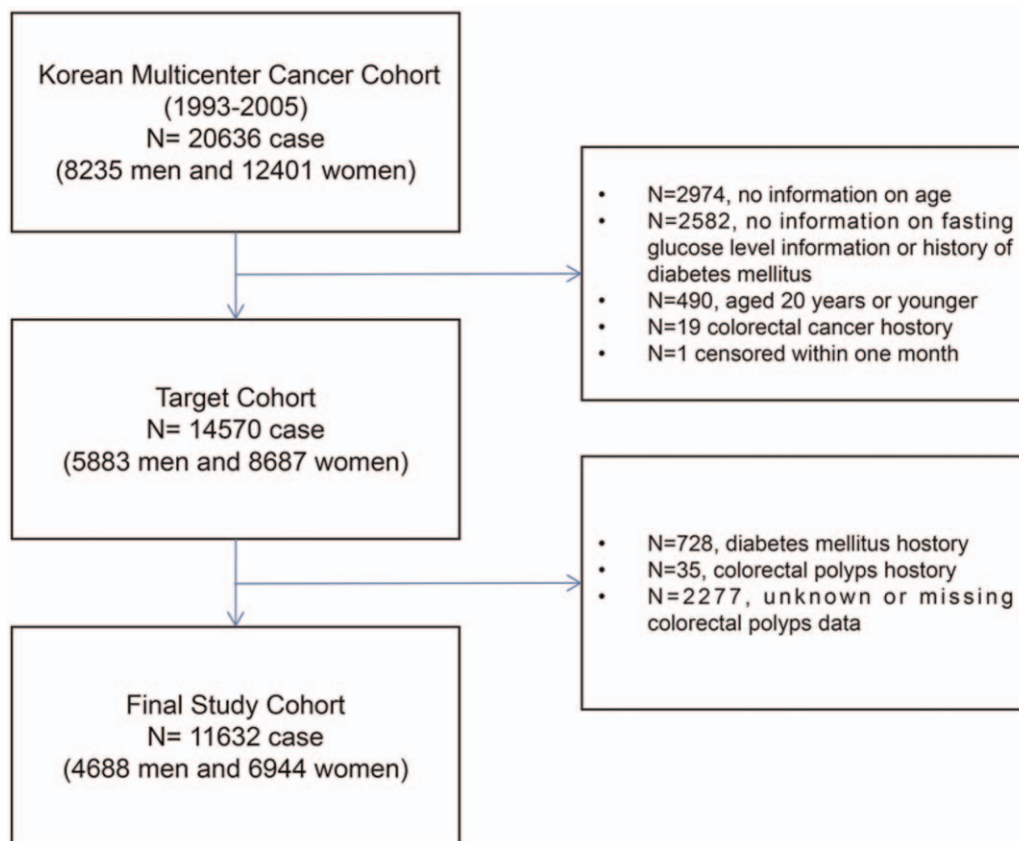 Korean Multicenter Cancer Cohort
(1993-2005)
N= 20636 case
(8235 men and 12401 women)
• N=2974, no information on age
• N=2582, no information on fasting
glucose level information or history of
diabetes mellitus
• N=490, aged 20 years or younger
• N=19 colorectal cancer hostory
• N=1 censored within one month
Target Cohort
N= 14570 case
(5883 men and 8687 women)
• N=728, diabetes mellitus hostory
• N=35, colorectal polyps hostory
• N=2277, unknown or missing
colorectal polyps data
Final Study Cohort
N= 11632 case
(4688 men and 6944 women)